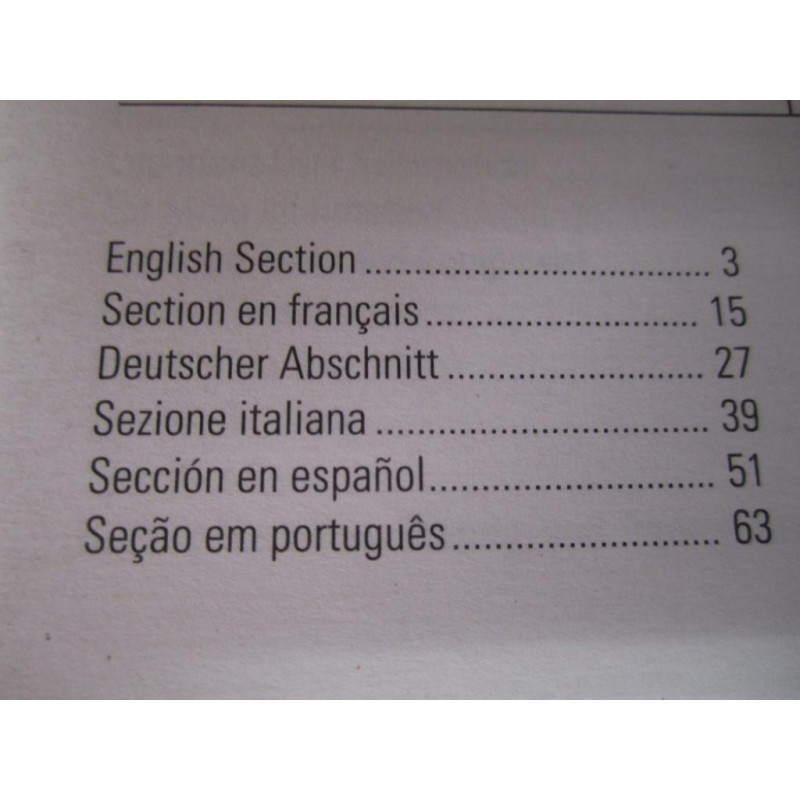 English Section .................................. 3
Section en français ........................... 15
Deutscher Abschnitt .......................... 27
Sezione italiana ................................. 39
Sección en español ............................. 51
Seção em português ........................... 63